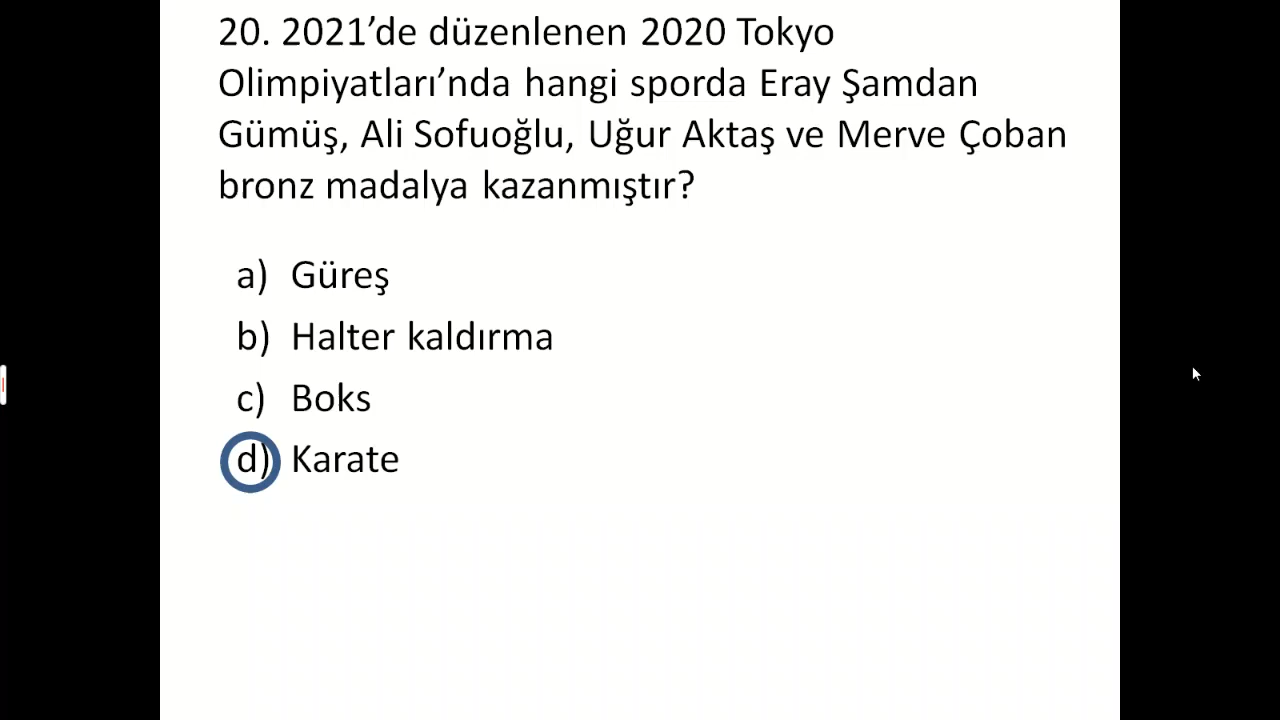 20. 2021’de düzenlenen 2020 Tokyo
Olimpiyatları’nda hangi sporda Eray Şamdan
Gümüş, Ali Sofuoğlu, Uğur Aktaş ve Merve Çoban
bronz madalya kazanmıştır?
a) Güreş
b) Halter kaldırma
c) Boks
d) Karate